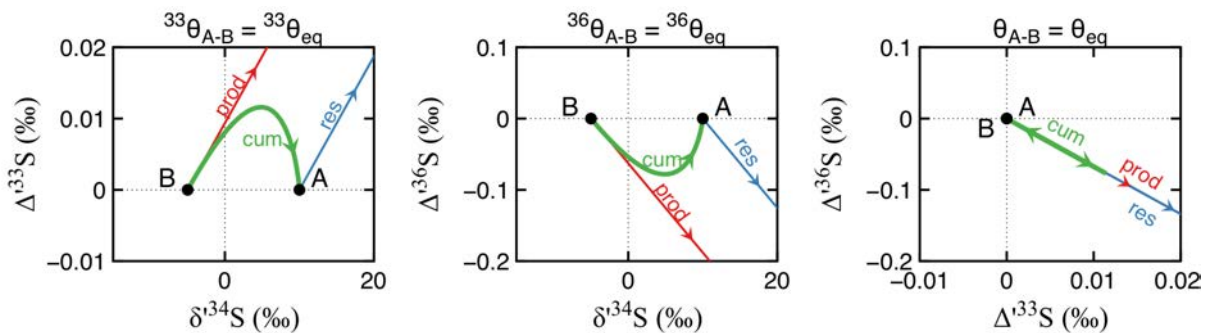 ³³θA-B = ³³θeq
0.02
0.01
0
−0.01
Δ'³³S (‰)
B
A
prod
cum
res
0
20
δ'³⁴S (‰)
³⁶θA-B = ³⁶θeq
0.1
0
−0.1
−0.2
Δ'³⁶S (‰)
B
A
cum
prod
res
0
20
δ'³⁴S (‰)
θA-B = θeq
0.1
0
−0.1
−0.2
Δ'³⁶S (‰)
A
B
cum
prod
res
−0.01
0
0.01
0.02
Δ'³³S (‰)